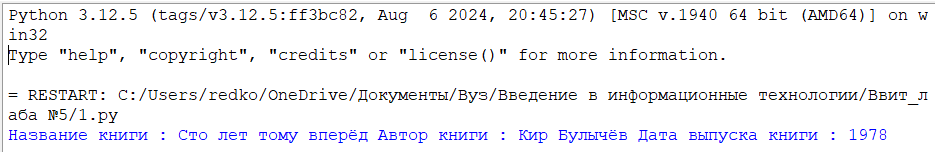 Python 3.12.5 (tags/v3.12.5:ff3bc82, Aug  6 2024, 20:45:27) [MSC v.1940 64 bit (AMD64)] on w
in32
Type "help", "copyright", "credits" or "license()" for more information.
= RESTART: C:/Users/redko/OneDrive/Документы/Вуз/Введение в информационные технологии/Ввит_л
аба №5/1.py
Название книги : Сто лет тому вперёд Автор книги : Кир Булычёв Дата выпуска книги : 1978